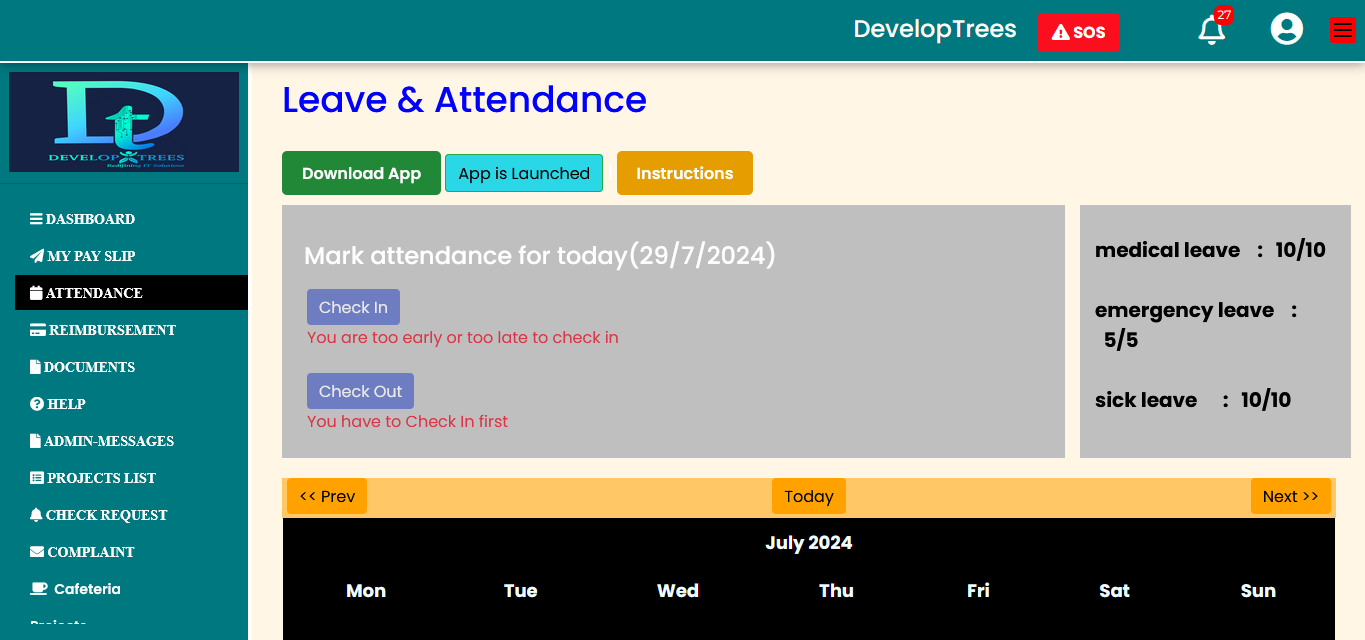 DevelopTrees
SOS
27
DEVELOP TREES
Redefining IT Solutions
DASHBOARD
MY PAY SLIP
ATTENDANCE
REIMBURSEMENT
DOCUMENTS
HELP
ADMIN-MESSAGES
PROJECTS LIST
CHECK REQUEST
COMPLAINT
Cafeteria
Projects
Leave & Attendance
Download App
App is Launched
Instructions
Mark attendance for today(29/7/2024)
Check In
You are too early or too late to check in
Check Out
You have to Check In first
medical leave : 10/10
emergency leave :
5/5
sick leave : 10/10
<< Prev Today Next >>
July 2024
Mon Tue Wed Thu Fri Sat Sun